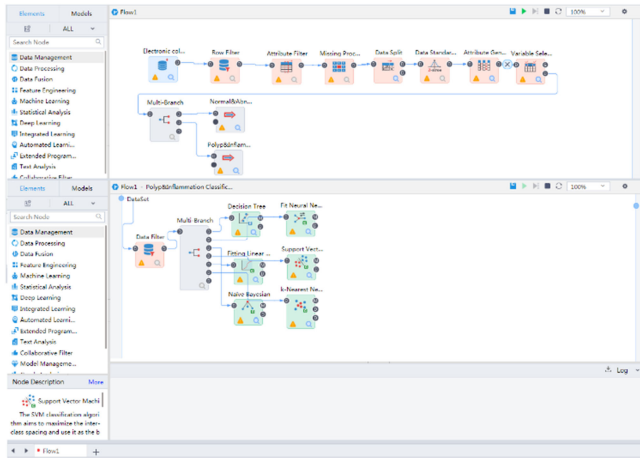 Elements Models
ALL
Search Node
Data Management
Data Processing
Data Fusion
Feature Engineering
Machine Learning
Statistical Analysis
Deep Learning
Integrated Learning
Automated Learni...
Extended Program...
Text Analysis
Collaborative Filter
Flow1
100%
Electronic col...
Row Filter
Attribute Filter
Missing Proc...
Data Split
Data Standar...
Attribute Gen...
Variable Sele...
Multi-Branch
Normal&Abn...
Polyp&Inflam...
Elements Models
ALL
Search Node
Data Management
Data Processing
Data Fusion
Feature Engineering
Machine Learning
Statistical Analysis
Deep Learning
Integrated Learning
Automated Learni...
Extended Program...
Text Analysis
Collaborative Filter
Model Manageme...
Node Description More
Support Vector Machi
The SVM classification algori
thm aims to maximize the inter-
class spacing and use it as the b
Flow1 - Polyp&Inflammation Classific...
100%
DataSet
Data Filter
Multi-Branch
Decision Tree
Fit Neural Ne...
Fitting Linear ...
Support Vect...
Naive Bayesian
k-Nearest Ne...
Log
Flow1